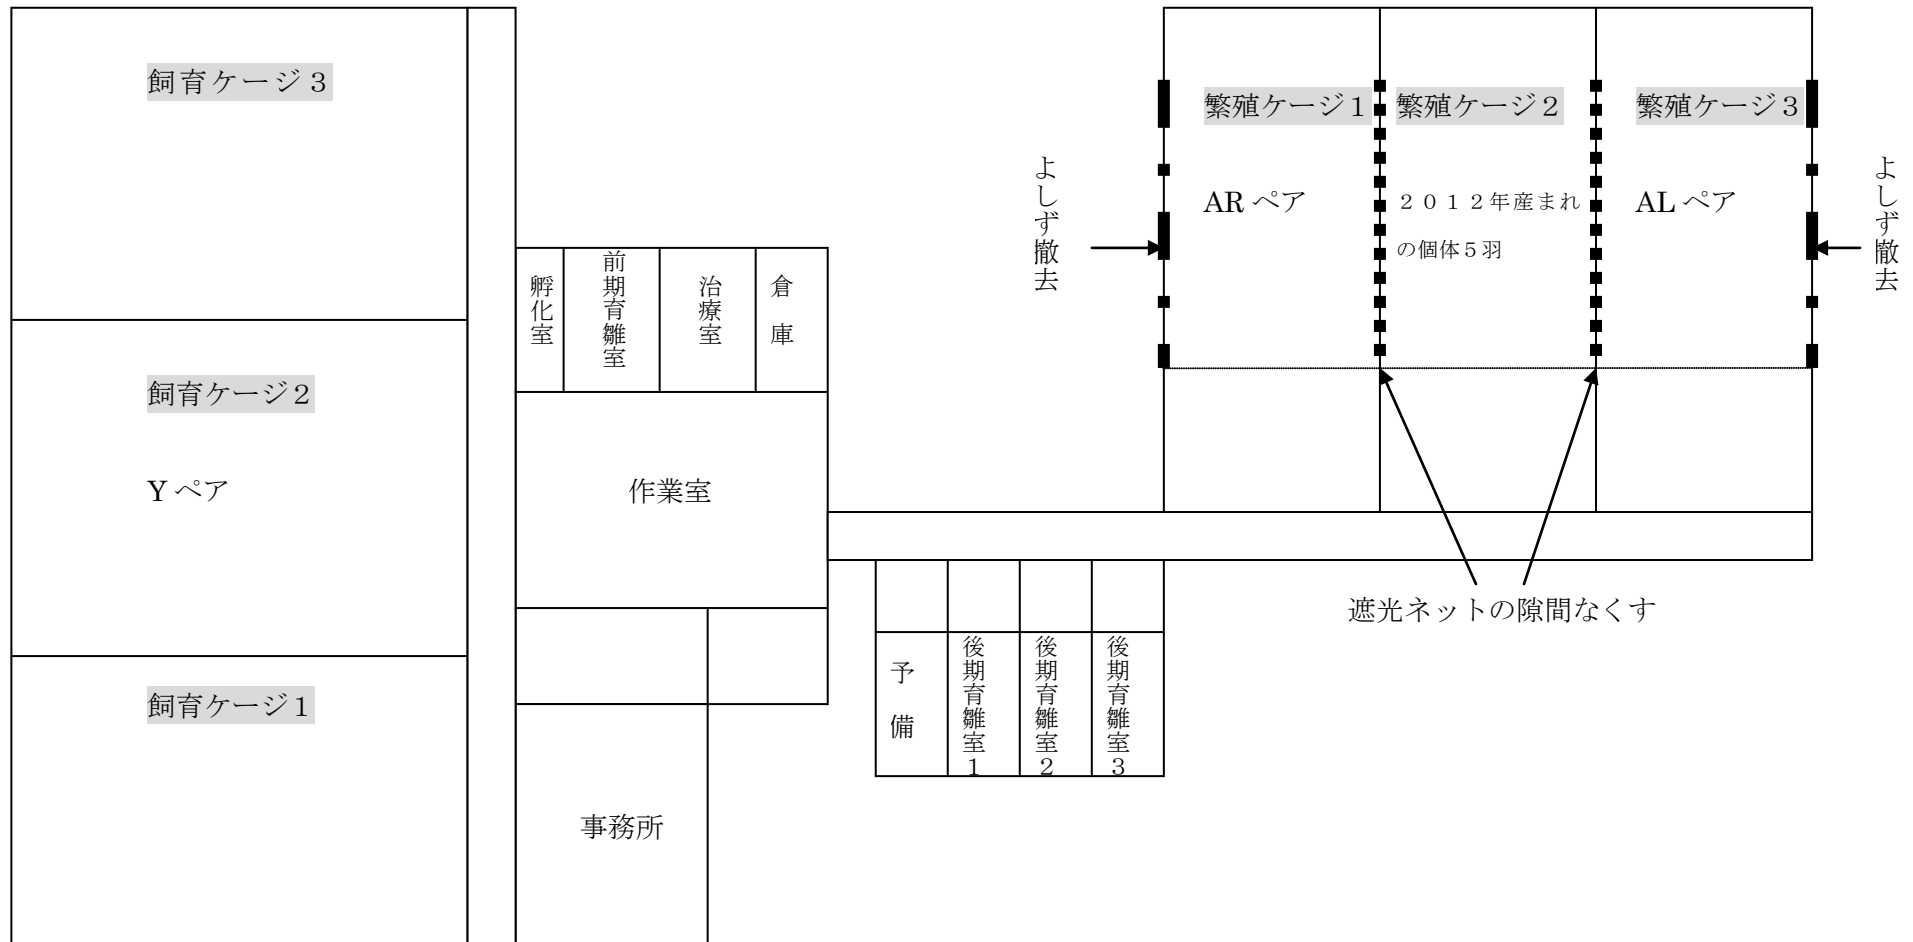 飼育ケージ３
飼育ケージ２
Yペア
飼育ケージ１
孵化室
前期育雛室
治療室
倉庫
作業室
事務所
予備
後期育雛室１
後期育雛室２
後期育雛室３
よしず撤去
繁殖ケージ１
ARペア
繁殖ケージ２
２０１２年産まれ
の個体５羽
繁殖ケージ３
ALペア
よしず撤去
遮光ネットの隙間なくす